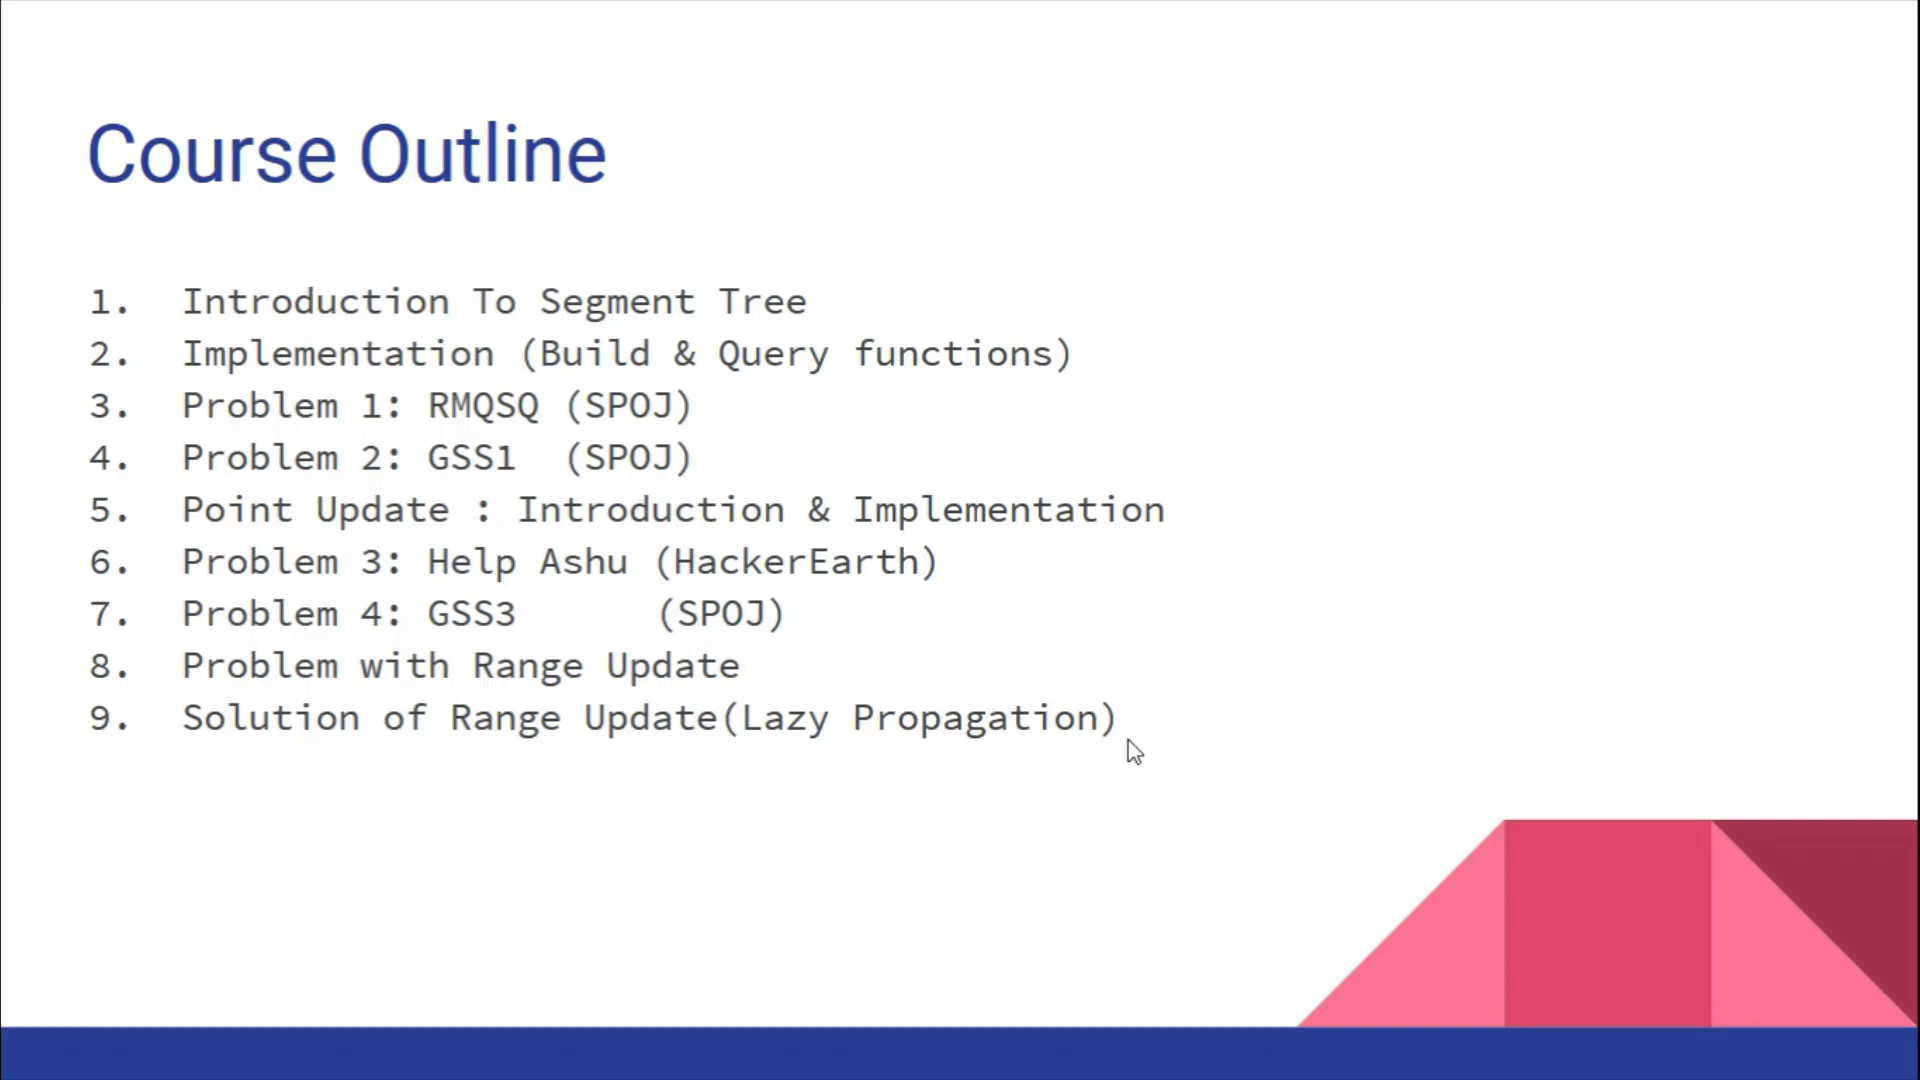 Course Outline
1. Introduction To Segment Tree
2. Implementation (Build & Query functions)
3. Problem 1: RMQSQ (SPOJ)
4. Problem 2: GSS1 (SPOJ)
5. Point Update : Introduction & Implementation
6. Problem 3: Help Ashu (HackerEarth)
7. Problem 4: GSS3 (SPOJ)
8. Problem with Range Update
9. Solution of Range Update(Lazy Propagation)